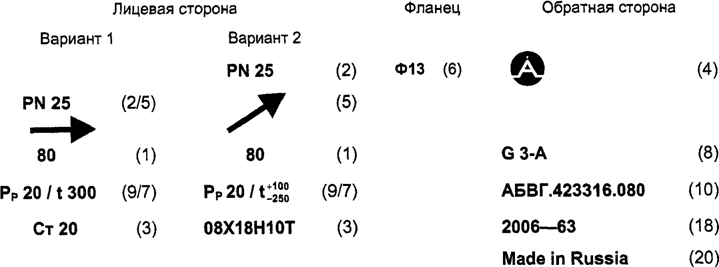 Лицевая сторона Фланец Обратная сторона
Вариант 1 Вариант 2
PN 25 (2) Ф13 (6) (4)
PN 25 (2/5) (5)
80 (1) 80 (1) G 3-A (8)
Pр 20 / t 300 (9/7) Pр 20 / t +100 −250 (9/7) АБВГ.423316.080 (10)
Ст 20 (3) 08Х18Н10Т (3) 2006—63 (18)
Made in Russia (20)